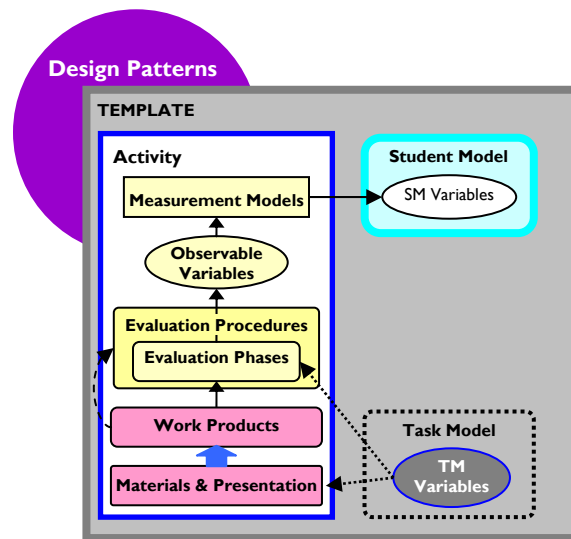 Design Patterns
TEMPLATE
Activity
Measurement Models
Observable
Variables
Evaluation Procedures
Evaluation Phases
Work Products
Materials & Presentation
Student Model
SM Variables
Task Model
TM
Variables